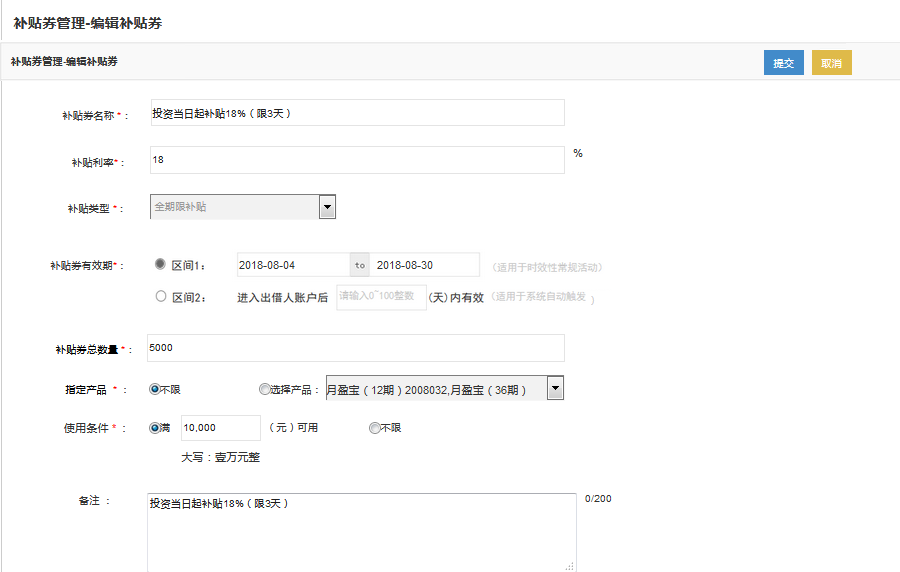 补贴券管理-编辑补贴券
补贴券管理-编辑补贴券 提交 取消
补贴券名称 * : 投资当日起补贴18%（限3天）
补贴利率* : 18 %
补贴类型 * : 全期限补贴
补贴券有效期* : 区间1: 2018-08-04 to 2018-08-30 （适用于时效性常规活动）
区间2: 进入出借人账户后 请输入0~100整数 (天)内有效 （适用于系统自动触发 ）
补贴券总数量 * : 5000
指定产品 * : 不限 选择产品： 月盈宝（12期）2008032,月盈宝（36期）
使用条件 * : 满 10,000 （元）可用 不限
大写：壹万元整
备注 : 投资当日起补贴18%（限3天） 0/200